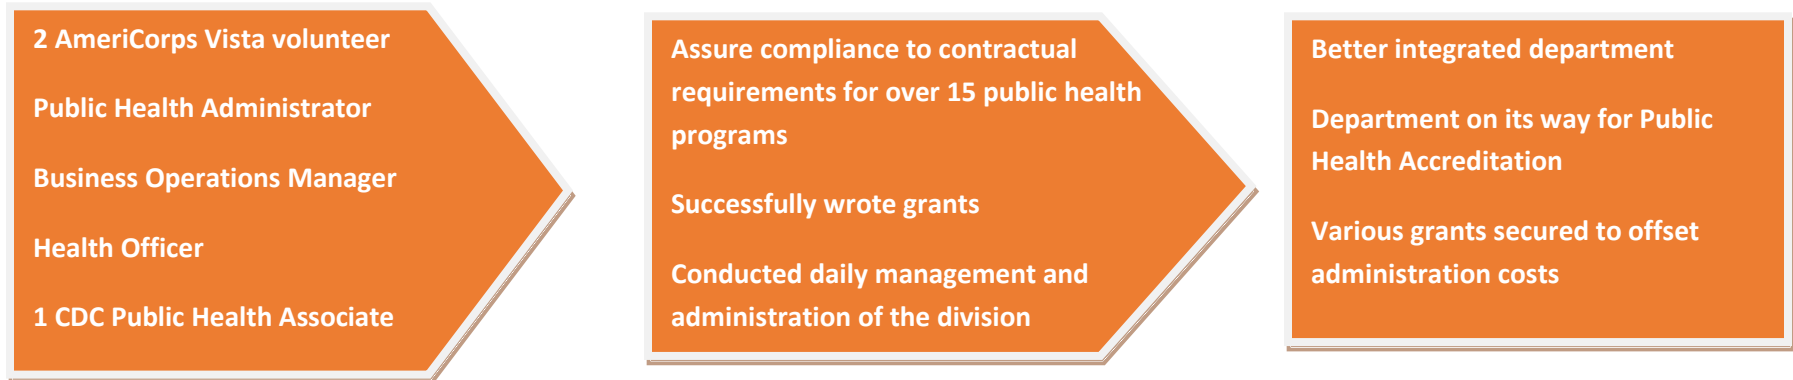 2 AmeriCorps Vista volunteer
Public Health Administrator
Business Operations Manager
Health Officer
1 CDC Public Health Associate
Assure compliance to contractual
requirements for over 15 public health
programs
Successfully wrote grants
Conducted daily management and
administration of the division
Better integrated department
Department on its way for Public
Health Accreditation
Various grants secured to offset
administration costs